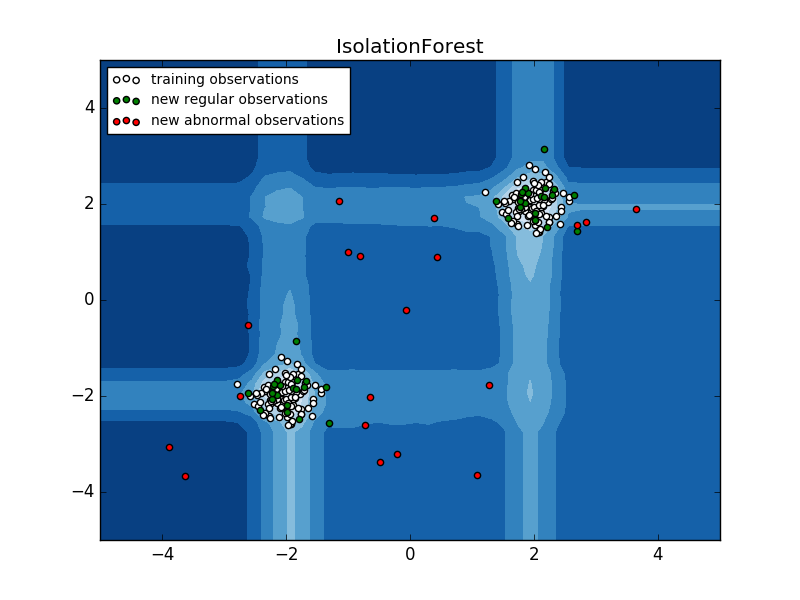 IsolationForest
training observations
new regular observations
new abnormal observations
4
2
0
−2
−4
−4 −2 0 2 4